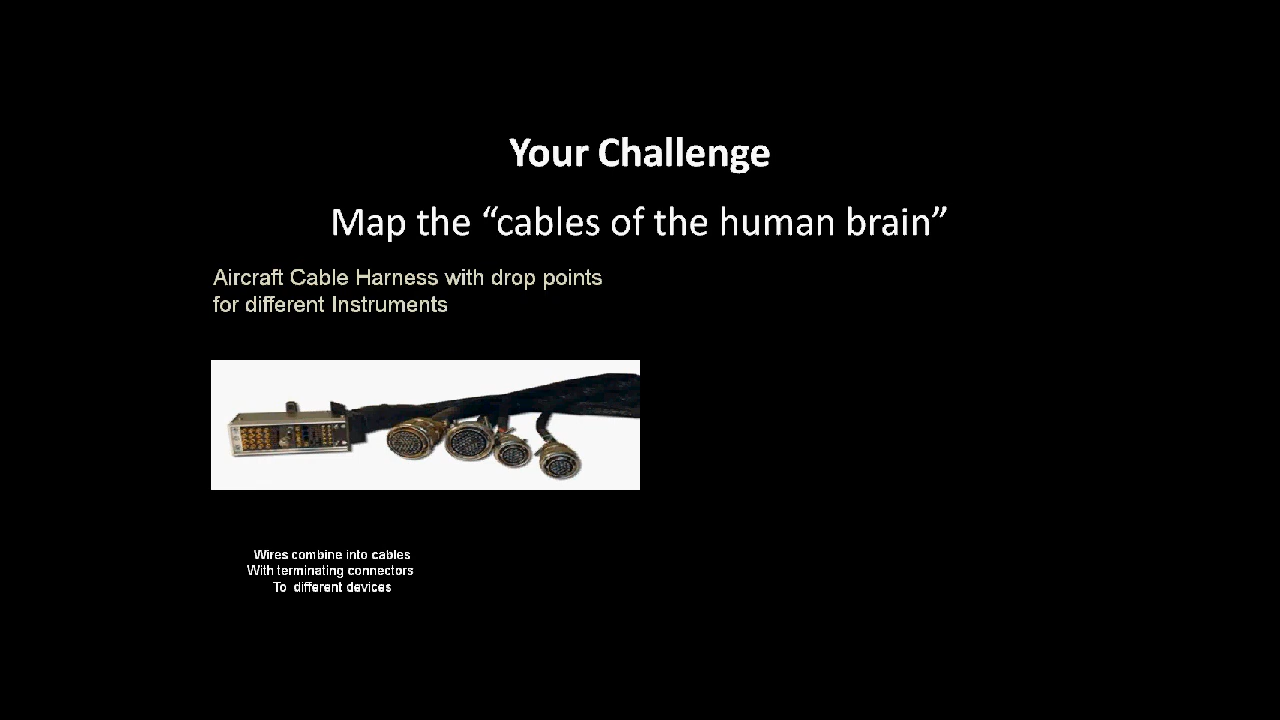 Your Challenge
Map the “cables of the human brain”
Aircraft Cable Harness with drop points
for different Instruments
Wires combine into cables
With terminating connectors
To different devices